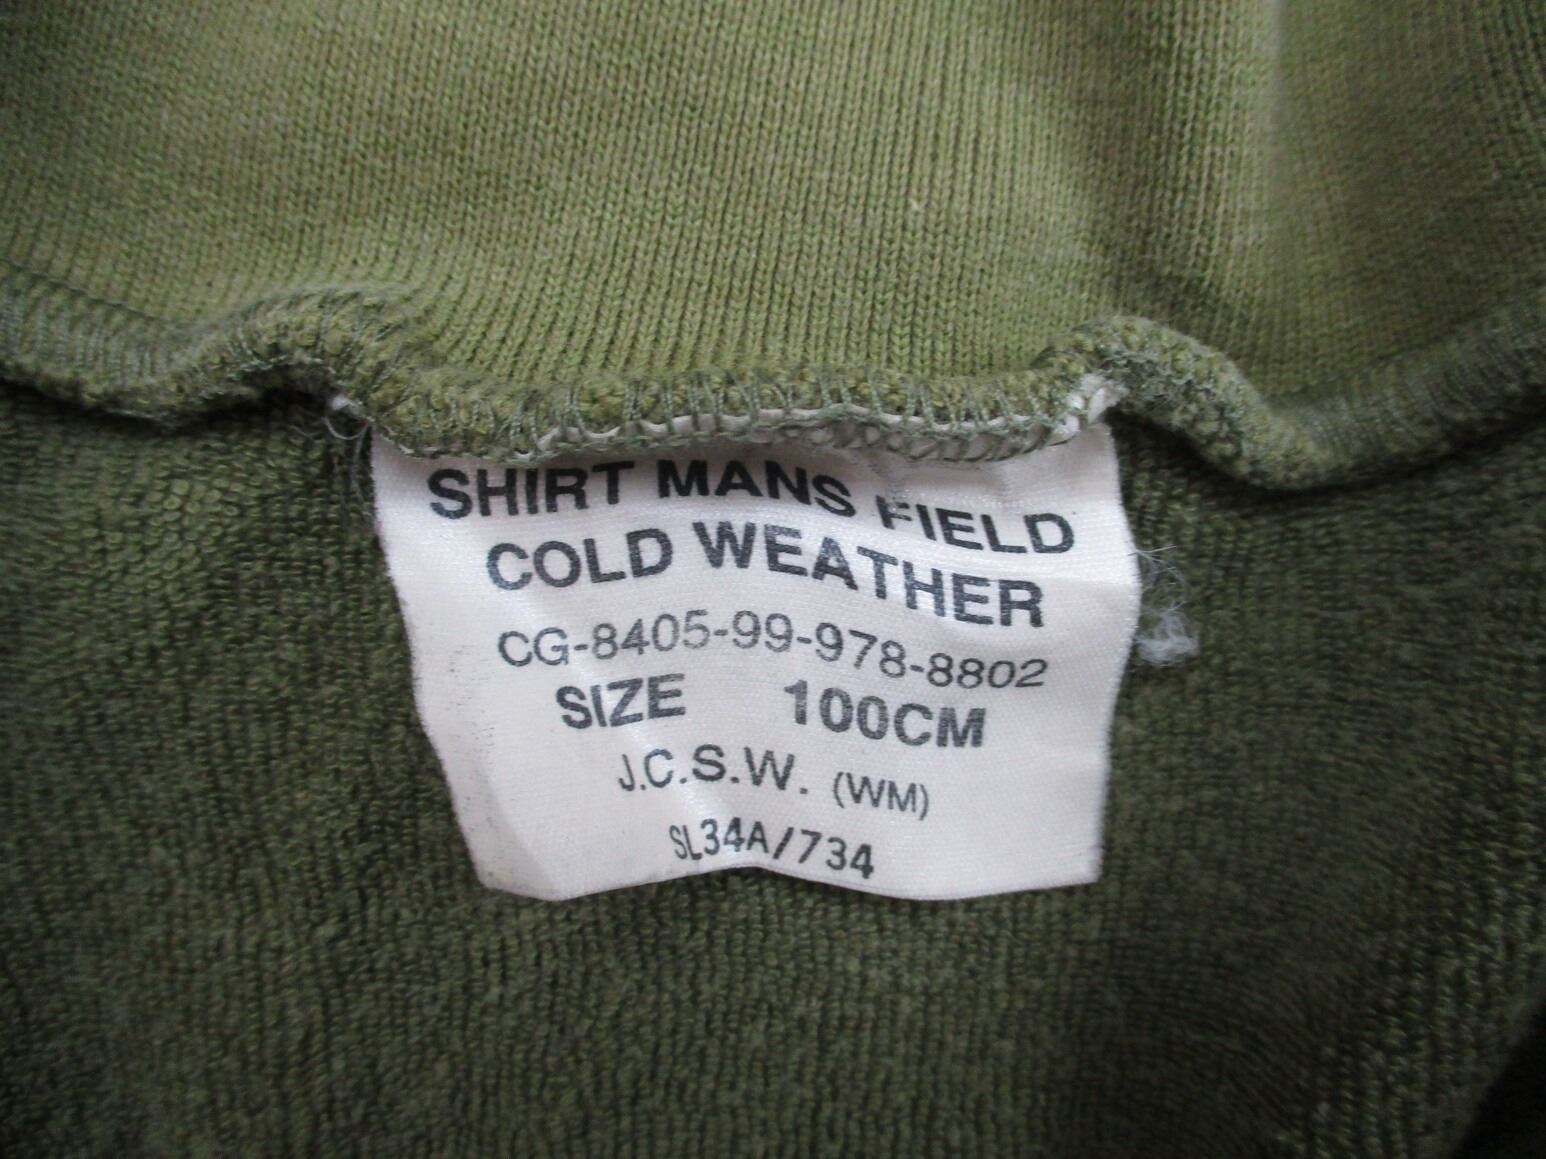 SHIRT MANS FIELD
COLD WEATHER
CG-8405-99-978-8802
SIZE 100CM
J.C.S.W. (WM)
SL34A/734